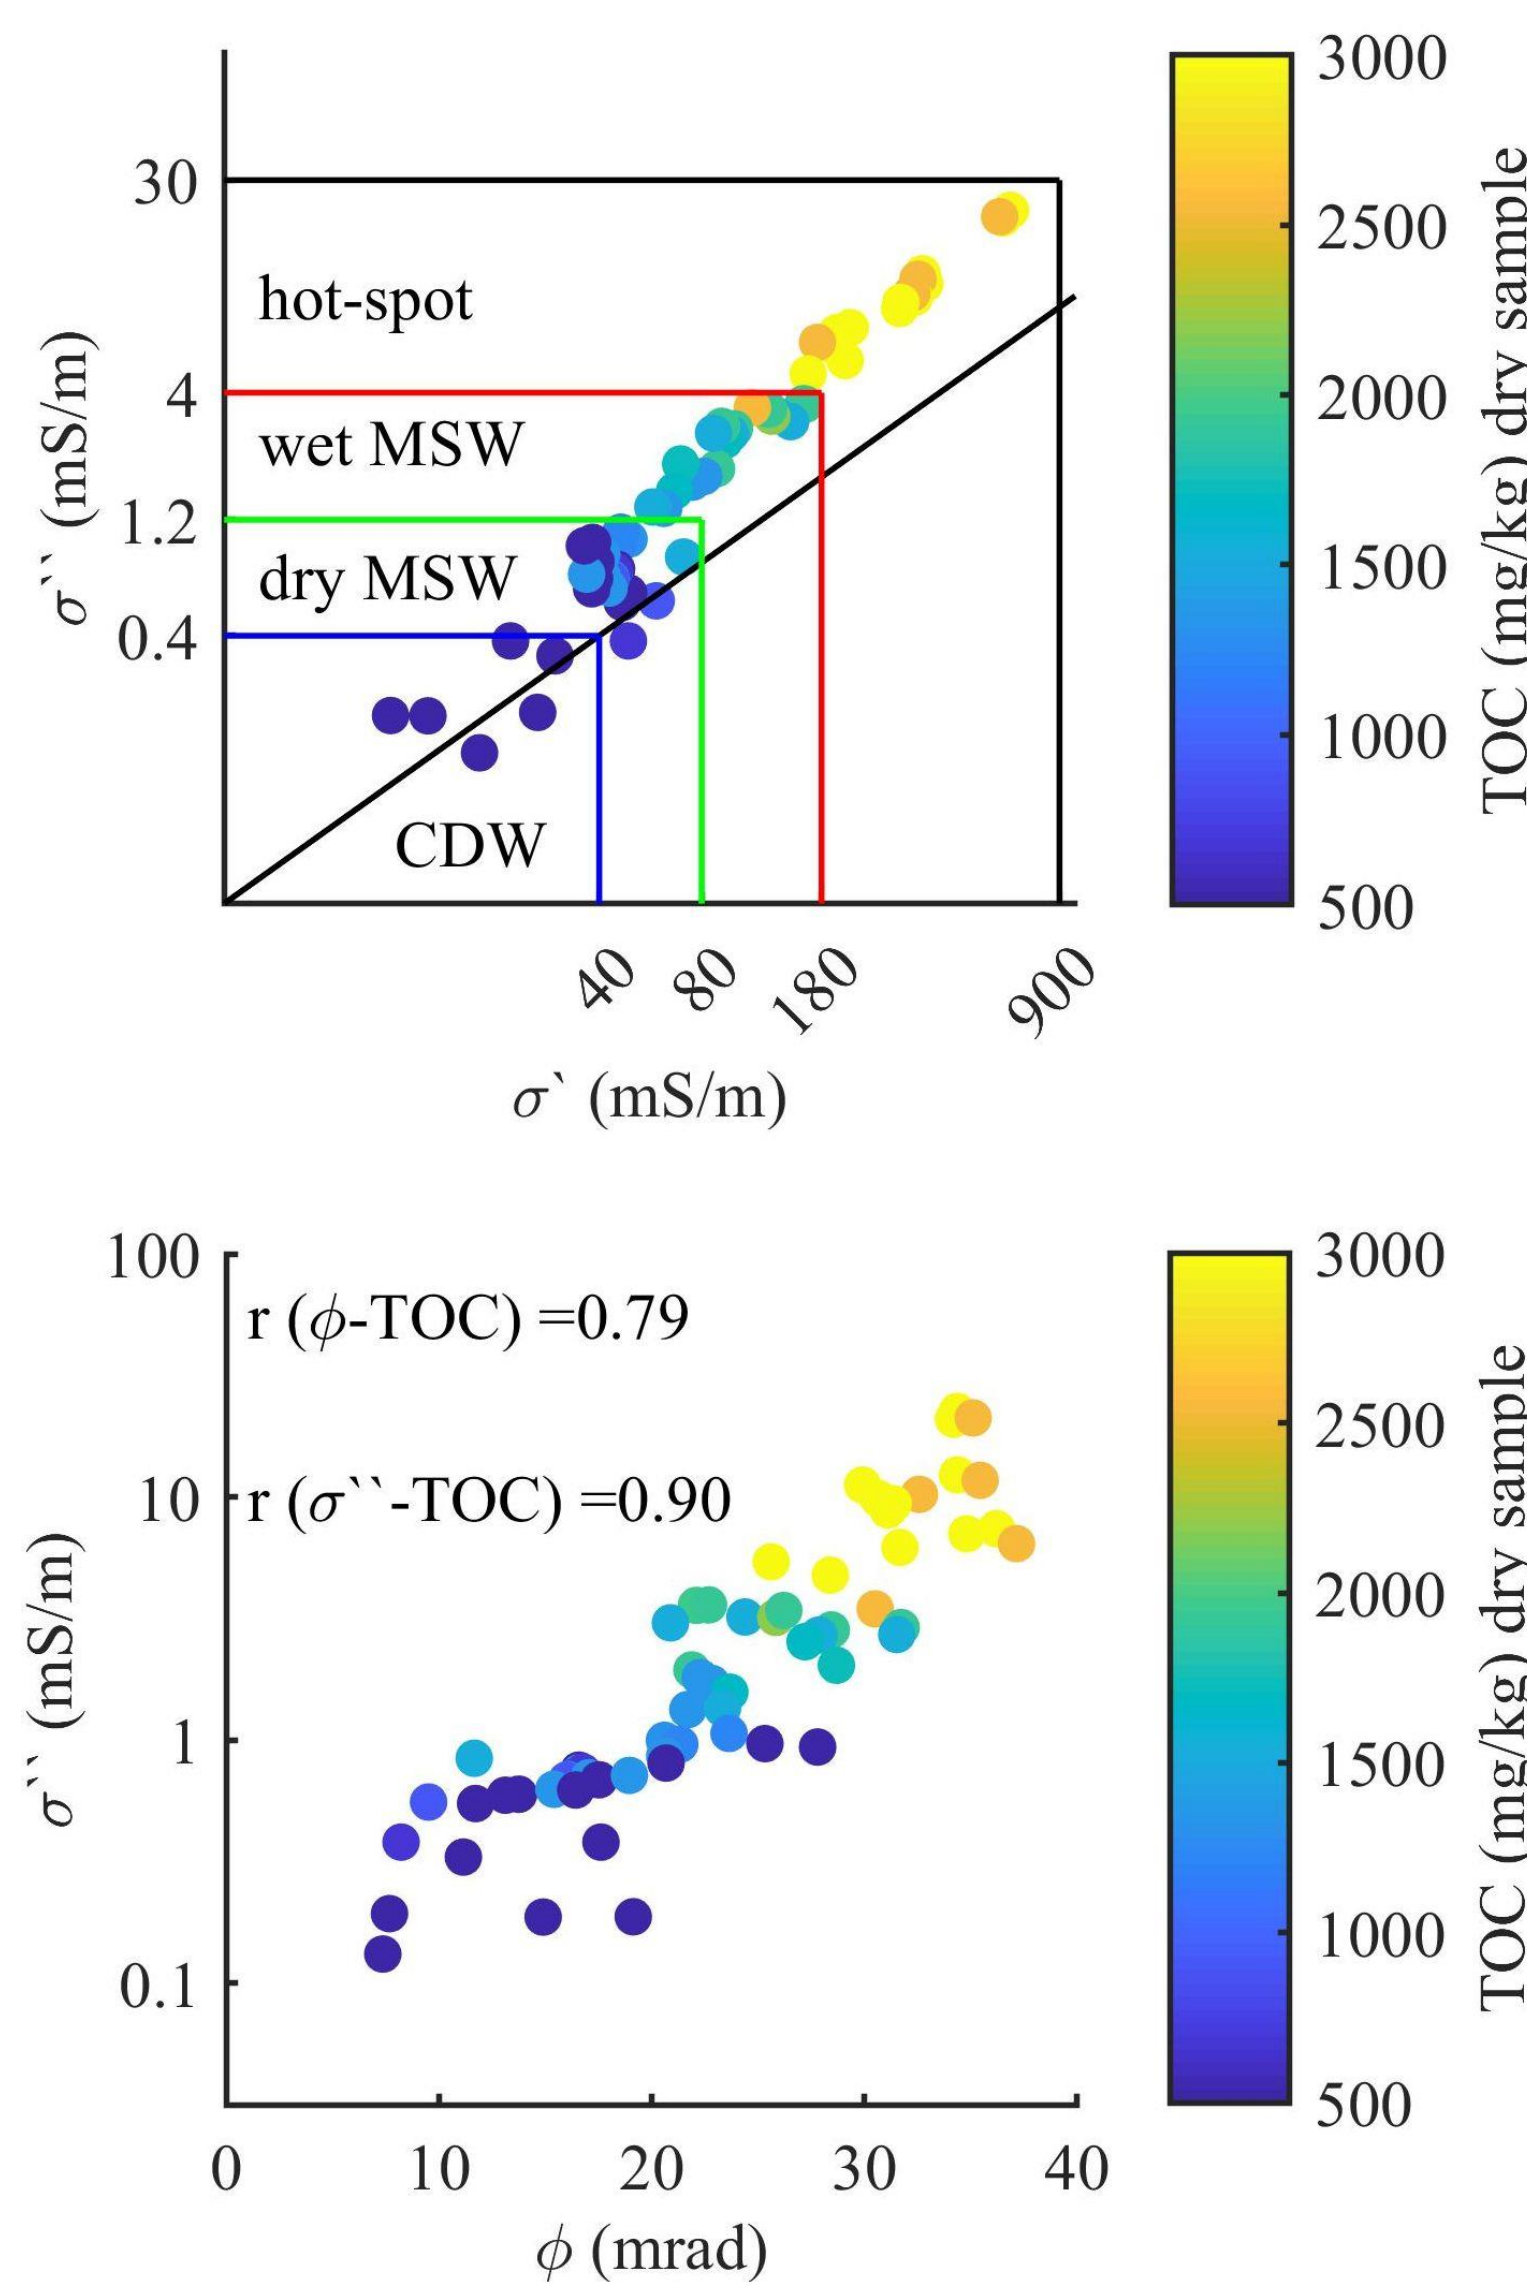 30
4
1.2
0.4
σ`` (mS/m)
hot-spot
wet MSW
dry MSW
CDW
40
80
180
900
σ` (mS/m)
3000
2500
2000
1500
1000
500
TOC (mg/kg) dry sample
100
10
1
0.1
σ`` (mS/m)
r (ϕ-TOC) =0.79
r (σ``-TOC) =0.90
0 10 20 30 40
ϕ (mrad)
3000
2500
2000
1500
1000
500
TOC (mg/kg) dry sample